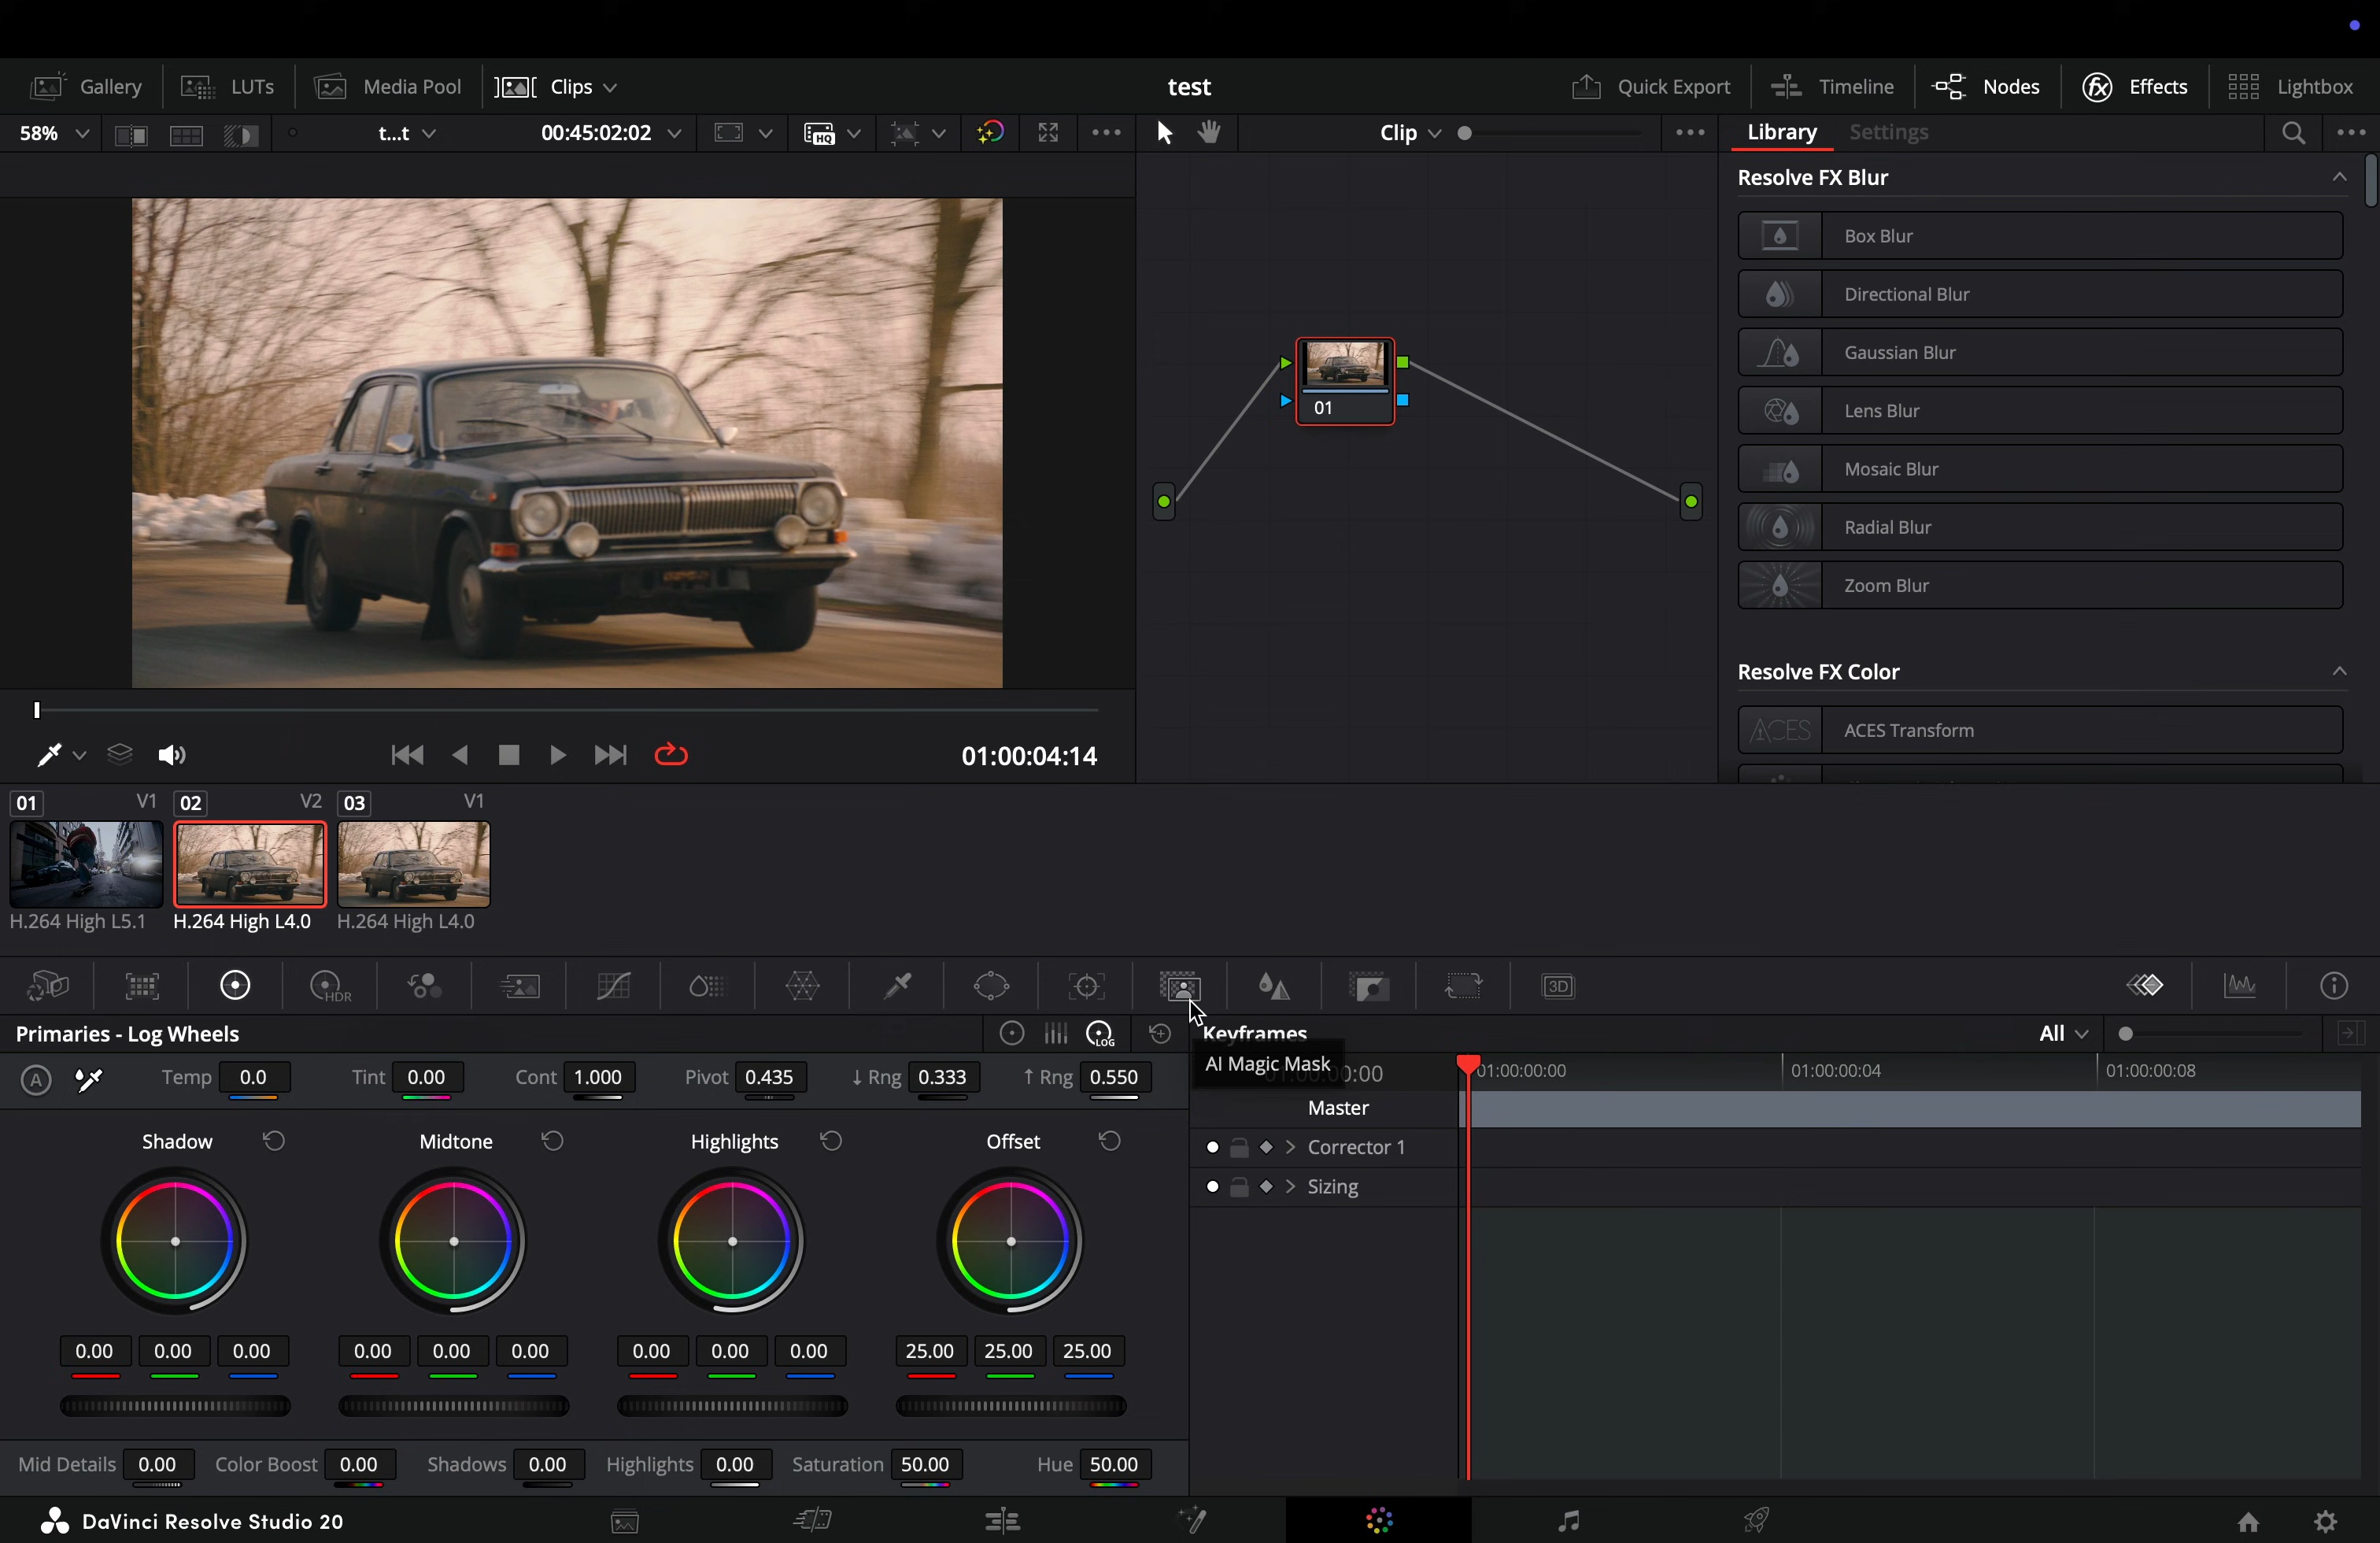 Gallery LUTs Media Pool Clips test Quick Export Timeline Nodes Effects Lightbox
58% t...t 00:45:02:02 HQ Clip Library Settings
Resolve FX Blur
Box Blur
Directional Blur
Gaussian Blur
Lens Blur
Mosaic Blur
Radial Blur
Zoom Blur
01
Resolve FX Color
ACES ACES Transform
01:00:04:14
01 V1 02 V2 03 V1
H.264 High L5.1 H.264 High L4.0 H.264 High L4.0
HDR 3D
Primaries - Log Wheels LOG Keyframes All
AI Magic Mask
A Temp 0.0 Tint 0.00 Cont 1.000 Pivot 0.435 ↓ Rng 0.333 ↑ Rng 0.550
01:00:00:00 01:00:00:04 01:00:00:08
Master
Shadow Midtone Highlights Offset
Corrector 1
Sizing
0.00 0.00 0.00 0.00 0.00 0.00 0.00 0.00 0.00 25.00 25.00 25.00
Mid Details 0.00 Color Boost 0.00 Shadows 0.00 Highlights 0.00 Saturation 50.00 Hue 50.00
DaVinci Resolve Studio 20